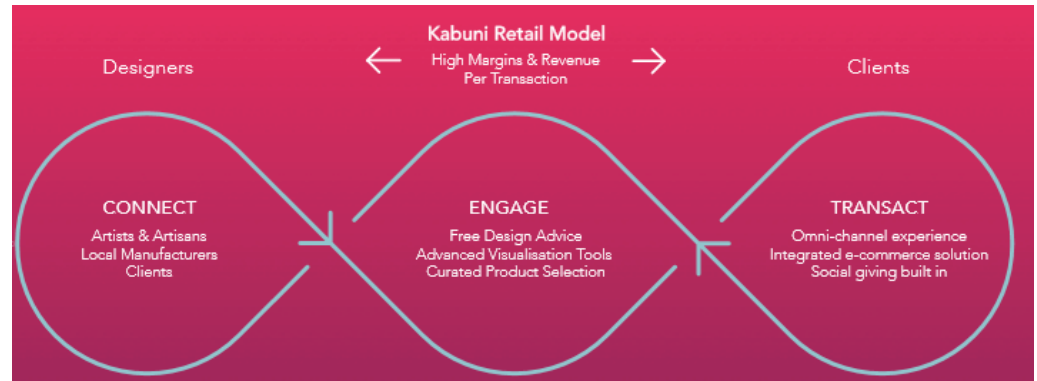 Kabuni Retail Model
Designers
High Margins & Revenue
Per Transaction
Clients
CONNECT
Artists & Artisans
Local Manufacturers
Clients
ENGAGE
Free Design Advice
Advanced Visualisation Tools
Curated Product Selection
TRANSACT
Omni-channel experience
Integrated e-commerce solution
Social giving built in